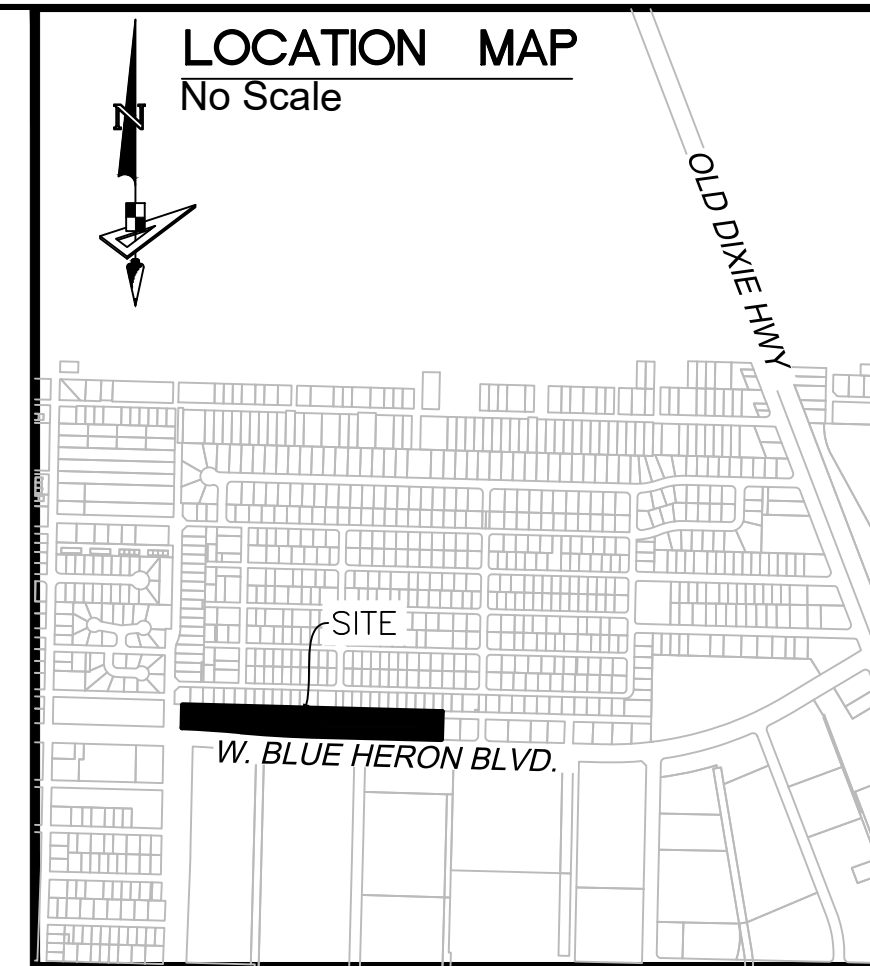 LOCATION MAP
No Scale
N
OLD DIXIE HWY
SITE
W. BLUE HERON BLVD.